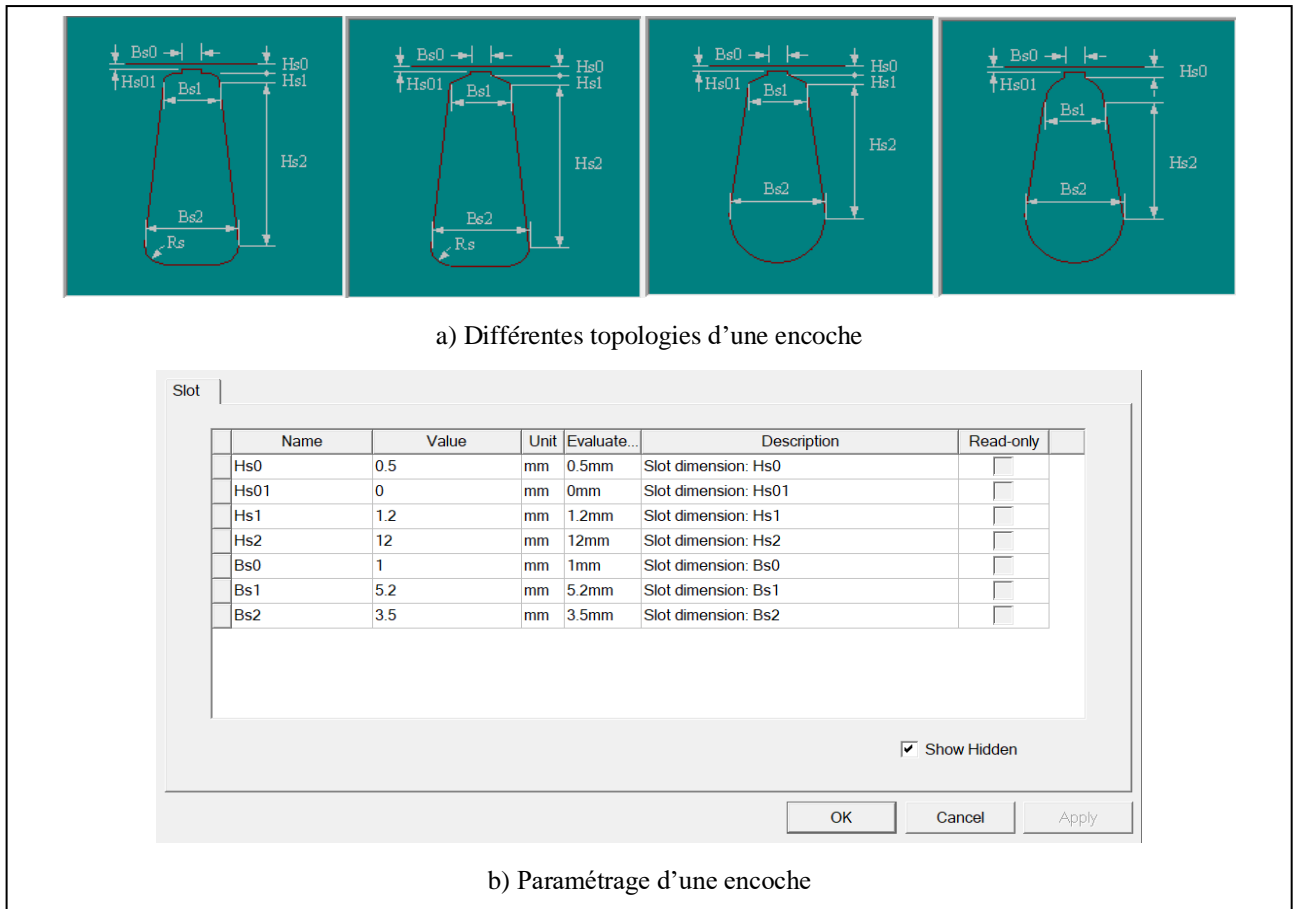 Bs0 Hs0
Hs01 Bs1 Hs1
Hs2
Bs2
Rs
Bs0 Hs0
Hs01 Bs1 Hs1
Hs2
Bs2
Rs
Bs0 Hs0
Hs01 Bs1 Hs1
Hs2
Bs2
Bs0 Hs0
Hs01
Bs1
Hs2
Bs2
a) Différentes topologies d’une encoche
Slot
Name Value Unit Evaluate... Description Read-only
Hs0 0.5 mm 0.5mm Slot dimension: Hs0
Hs01 0 mm 0mm Slot dimension: Hs01
Hs1 1.2 mm 1.2mm Slot dimension: Hs1
Hs2 12 mm 12mm Slot dimension: Hs2
Bs0 1 mm 1mm Slot dimension: Bs0
Bs1 5.2 mm 5.2mm Slot dimension: Bs1
Bs2 3.5 mm 3.5mm Slot dimension: Bs2
Show Hidden
OK Cancel Apply
b) Paramétrage d’une encoche